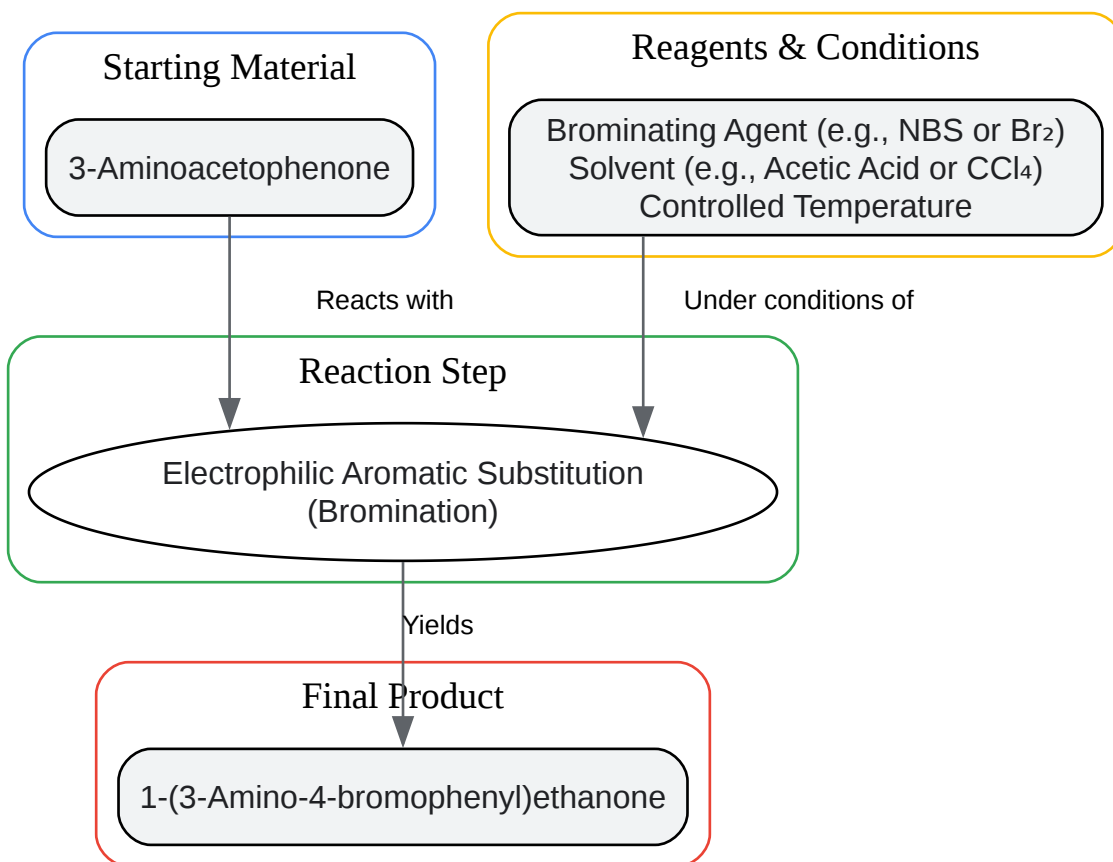 Starting Material
3-Aminoacetophenone
Reagents & Conditions
Brominating Agent (e.g., NBS or Br₂)
Solvent (e.g., Acetic Acid or CCl₄)
Controlled Temperature
Reacts with
Under conditions of
Reaction Step
Electrophilic Aromatic Substitution
(Bromination)
Yields
Final Product
1-(3-Amino-4-bromophenyl)ethanone